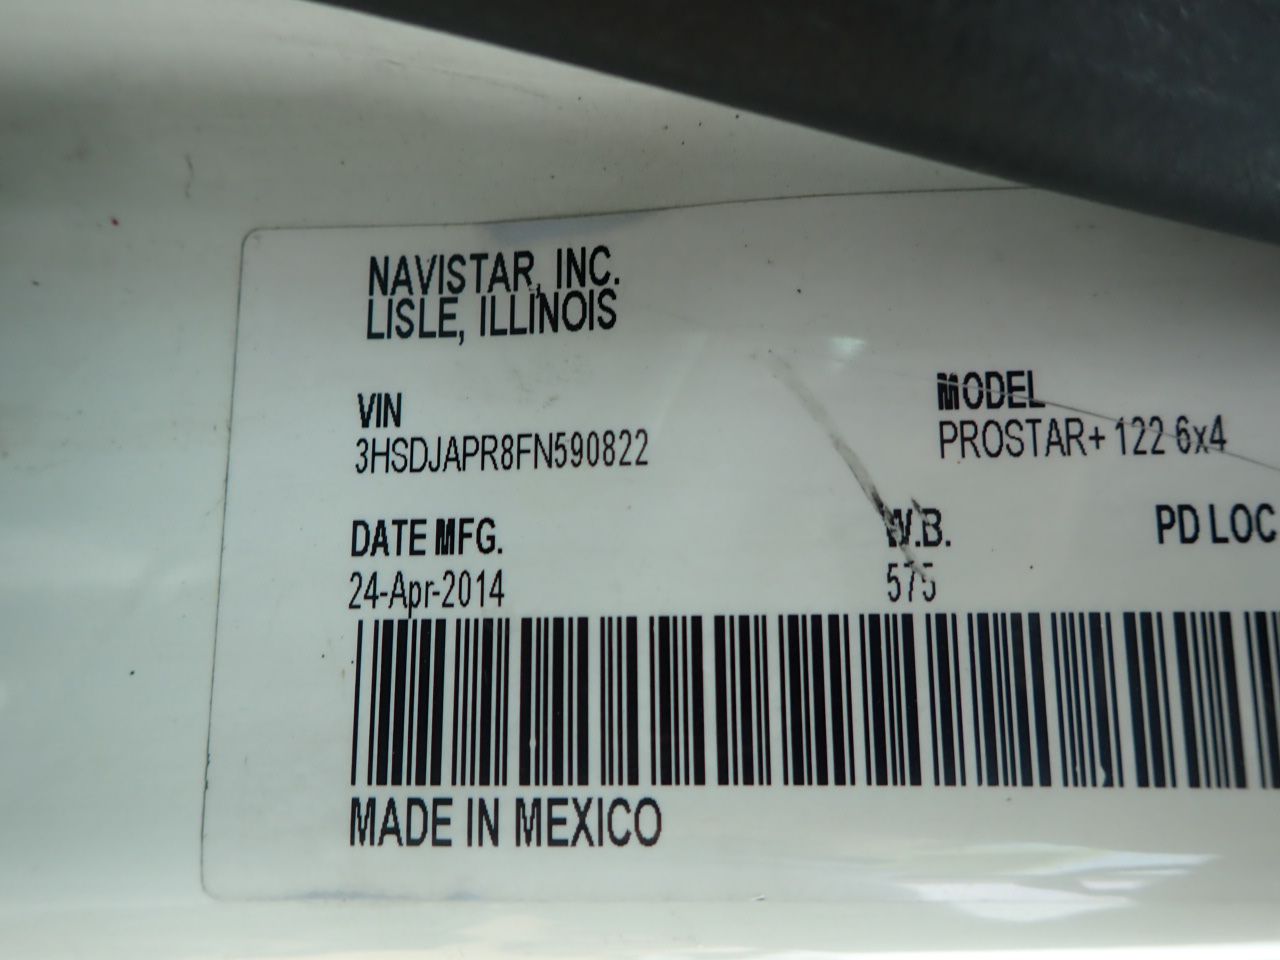 NAVISTAR, INC.
LISLE, ILLINOIS
VIN
3HSDJAPR8FN590822
MODEL
PROSTAR+ 122 6x4
DATE MFG.
24-Apr-2014
W.B.
575
PD LOC
MADE IN MEXICO